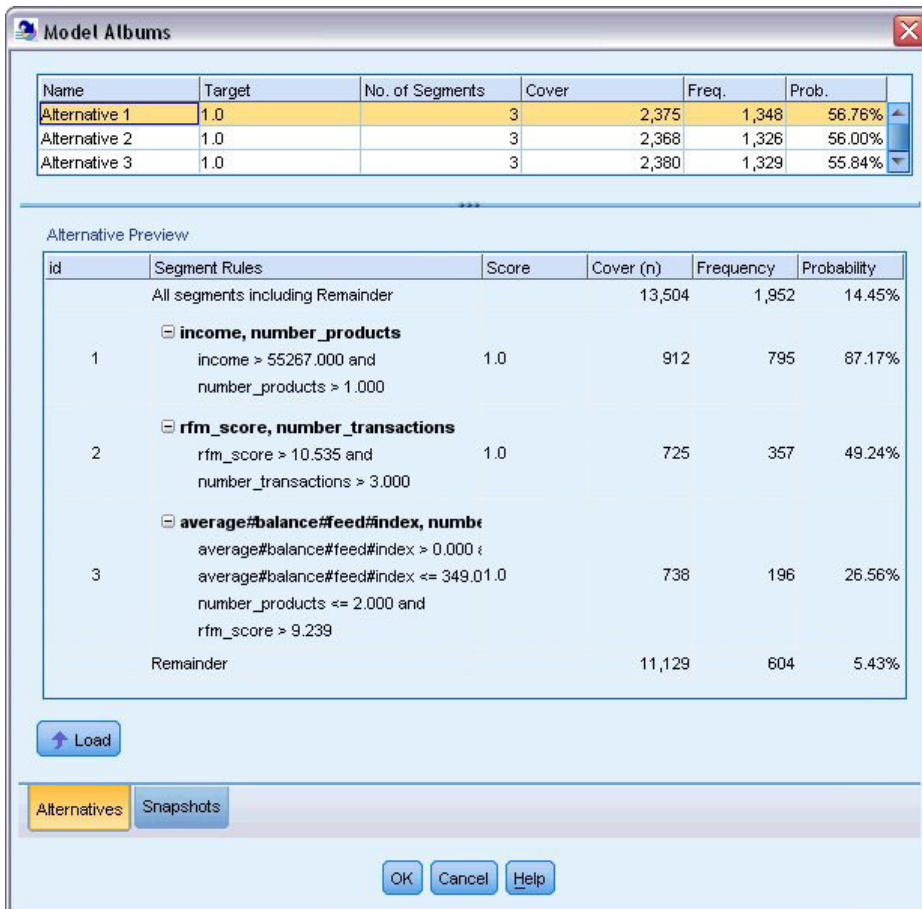 Model Albums
Name Target No. of Segments Cover Freq. Prob.
Alternative 1 1.0 3 2,375 1,348 56.76%
Alternative 2 1.0 3 2,368 1,326 56.00%
Alternative 3 1.0 3 2,380 1,329 55.84%
Alternative Preview
id Segment Rules Score Cover (n) Frequency Probability
All segments including Remainder 13,504 1,952 14.45%
income, number_products
income > 55267.000 and
1 1.0 912 795 87.17%
number_products > 1.000
rfm_score, number_transactions
rfm_score > 10.535 and
2 1.0 725 357 49.24%
number_transactions > 3.000
average#balance#feed#index, numbe
average#balance#feed#index > 0.000 a
average#balance#feed#index <= 349.0
3 1.0 738 196 26.56%
number_products <= 2.000 and
rfm_score > 9.239
Remainder 11,129 604 5.43%
Load
Alternatives Snapshots
OK Cancel Help